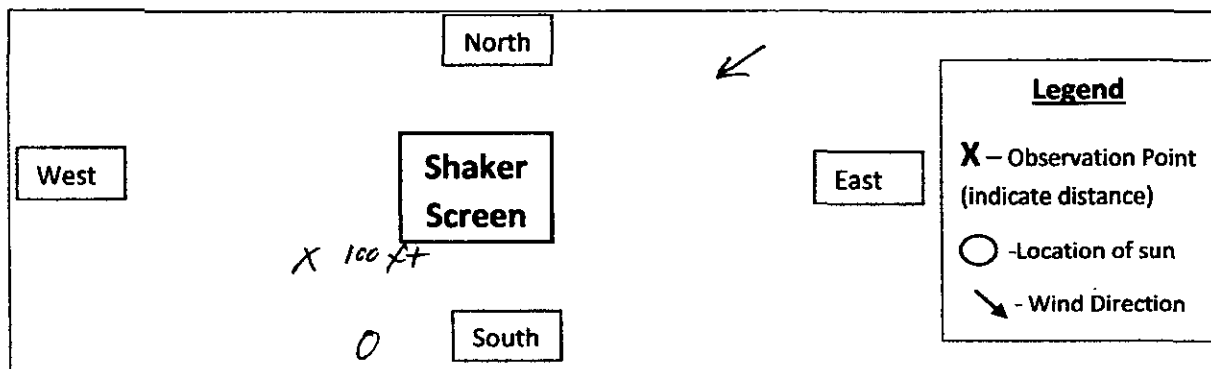 North
Legend
West
Shaker
Screen
East
X – Observation Point
(indicate distance)
X 100 ft
O -Location of sun
- Wind Direction
O
South